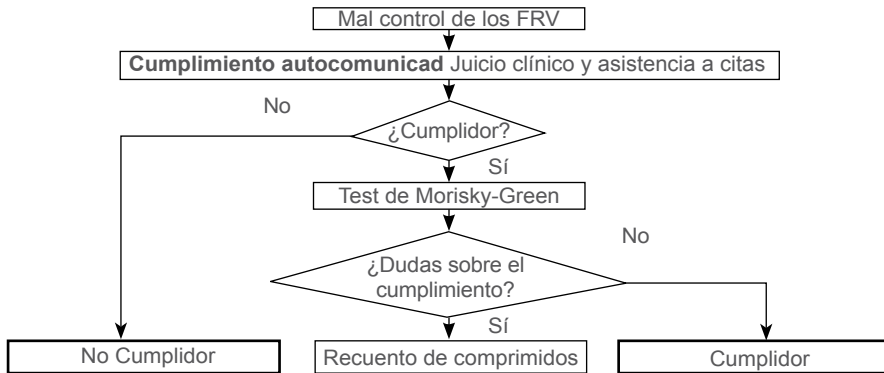 Mal control de los FRV
Cumplimiento autocomunicad Juicio clínico y asistencia a citas
No
¿Cumplidor?
Sí
Test de Morisky-Green
No
¿Dudas sobre el
cumplimiento?
Sí
No Cumplidor
Recuento de comprimidos
Cumplidor